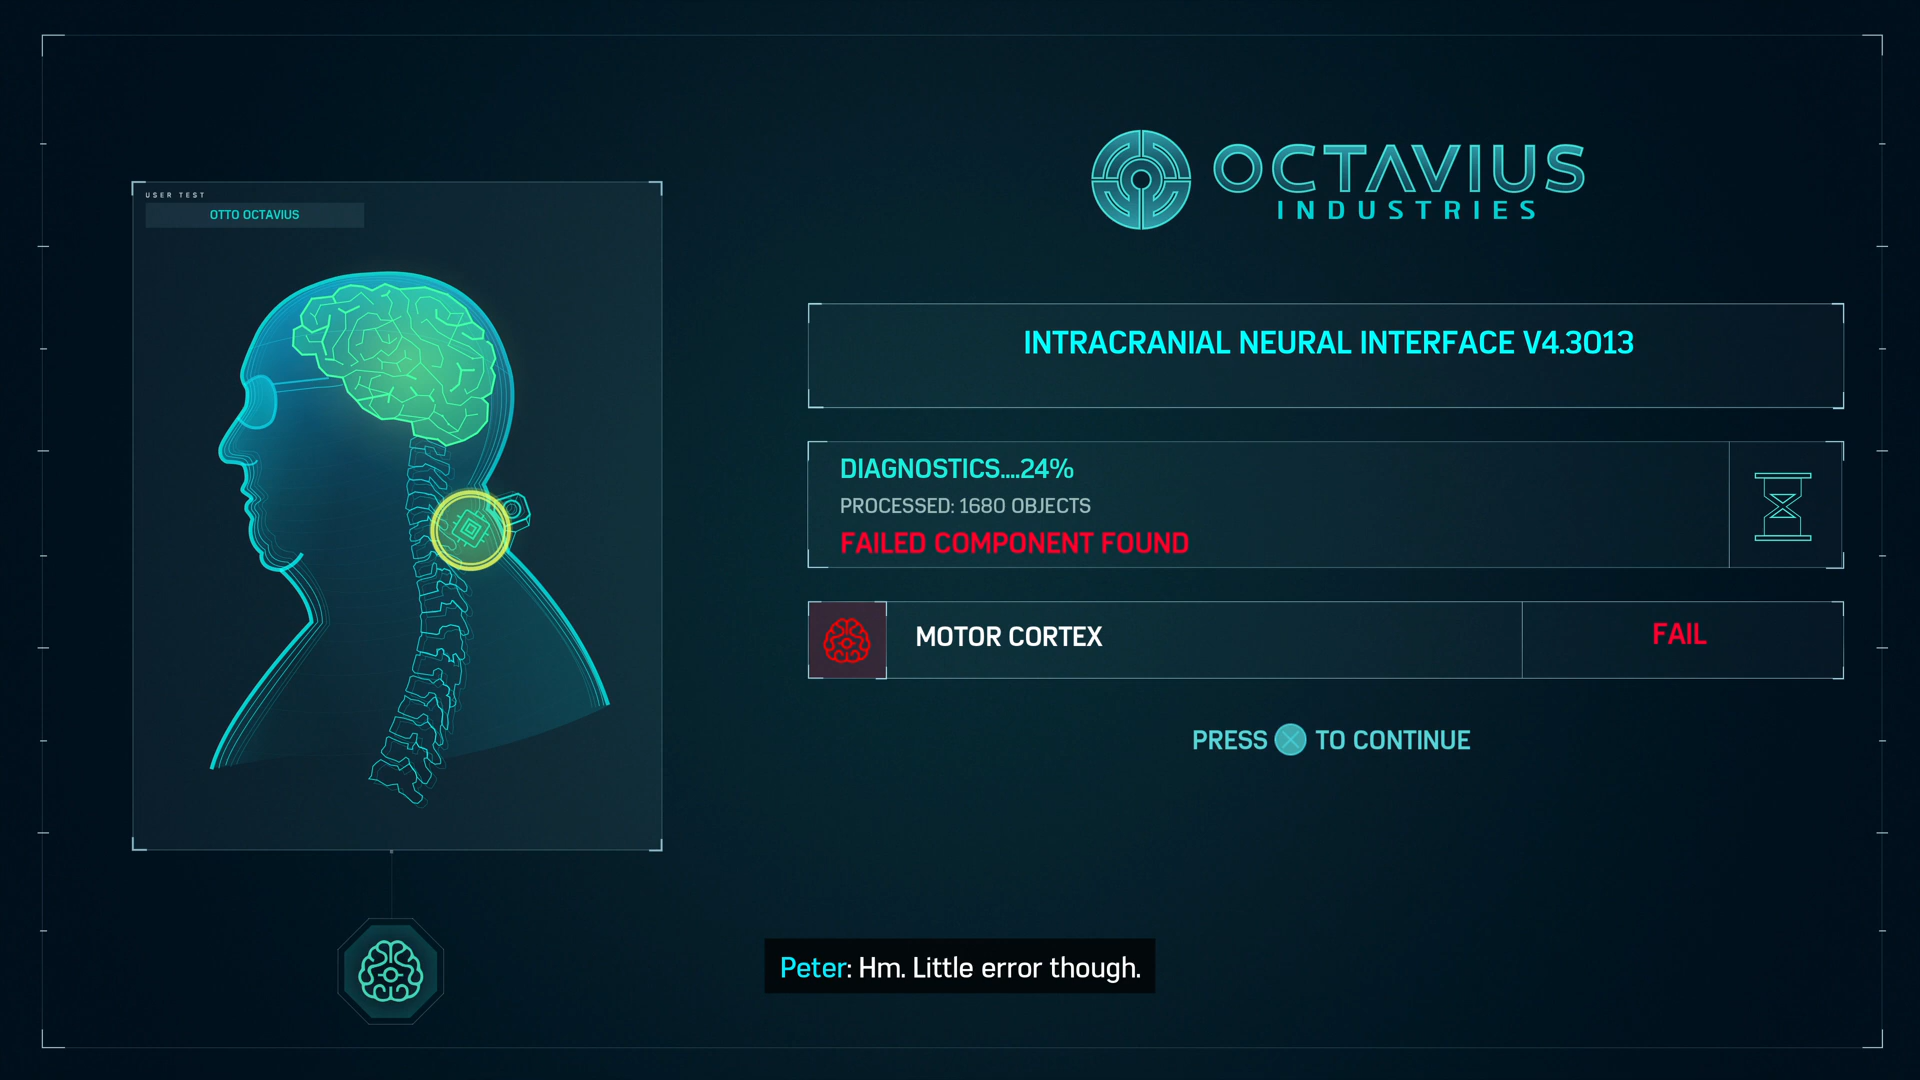 USER TEST
OTTO OCTAVIUS
OCTAVIUS
INDUSTRIES
INTRACRANIAL NEURAL INTERFACE V4.3013
DIAGNOSTICS....24%
PROCESSED: 1680 OBJECTS
FAILED COMPONENT FOUND
MOTOR CORTEX
FAIL
PRESS TO CONTINUE
Peter: Hm. Little error though.